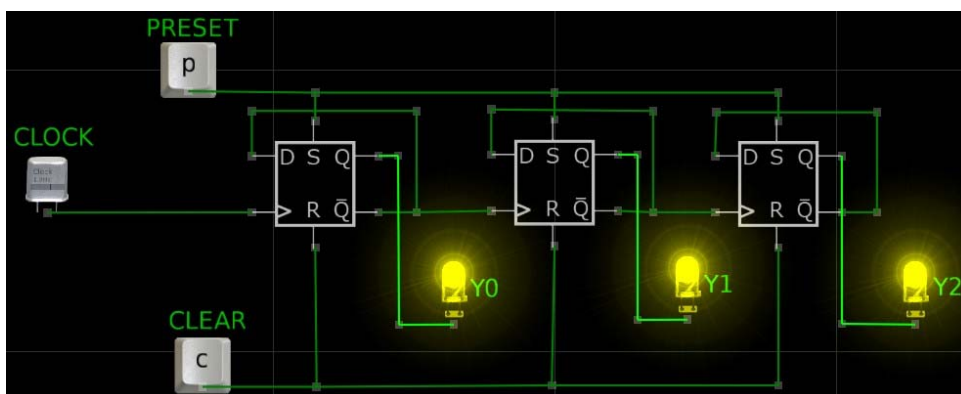 PRESET
p
CLOCK
D S Q
R Q̄
D S Q
R Q̄
D S Q
R Q̄
Y0
Y1
Y2
CLEAR
c